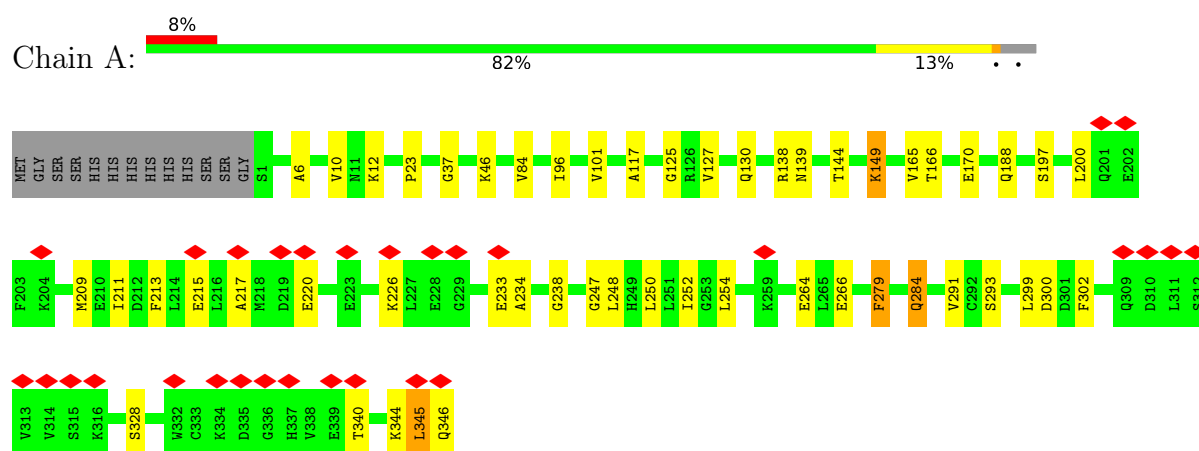 8%
Chain A:
82% 13% • •
MET GLY SER SER HIS HIS HIS HIS HIS HIS SER SER GLY S1 A6 V10 N11 K12 P23 G37 K46 V84 I96 V101 A117 G125 R126 V127 Q130 R138 N139 T144 K149 V165 T166 E170 Q188 S197 L200 Q201 E202
F203 K204 M209 E210 I211 D212 F213 L214 E215 L216 A217 M218 D219 E220 E223 K226 L227 E228 G229 E233 A234 G238 G247 L248 H249 L250 L251 I252 G253 L254 K259 E264 L265 E266 F279 Q284 V291 C292 S293 L299 D300 D301 F302 Q309 D310 L311 S312
V313 V314 S315 K316 S328 W332 C333 K334 D335 G336 H337 V338 E339 T340 K344 L345 Q346